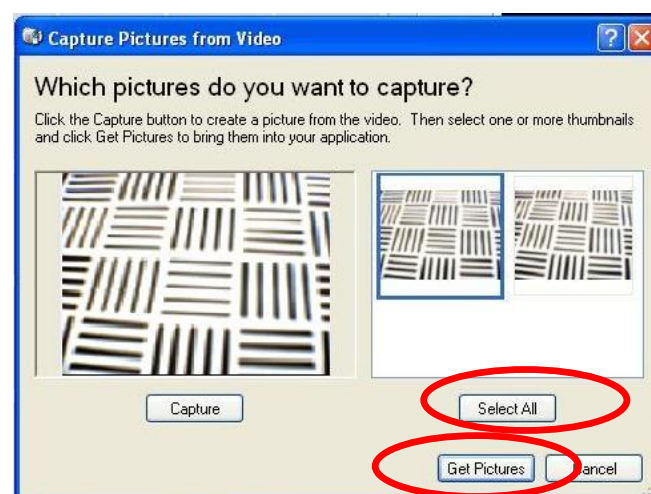 Capture Pictures from Video
Which pictures do you want to capture?
Click the Capture button to create a picture from the video. Then select one or more thumbnails
and click Get Pictures to bring them into your application.
Capture
Select All
Get Pictures
Cancel